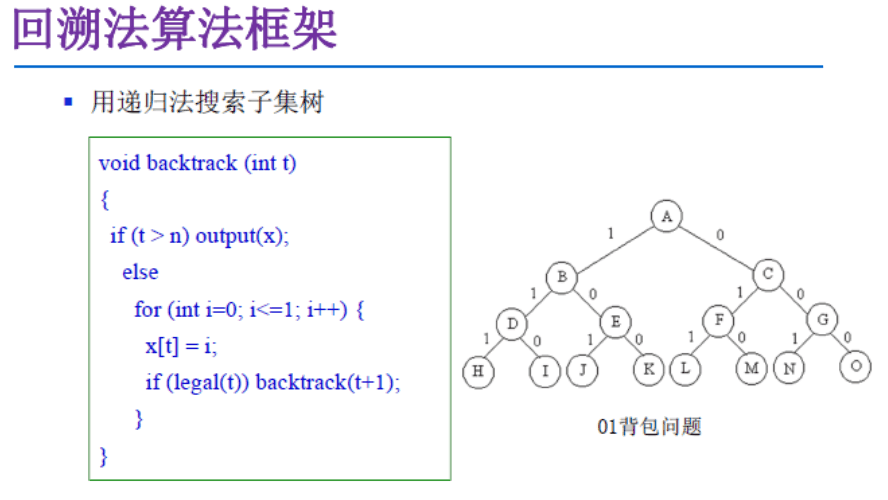 回溯法算法框架
用递归法搜索子集树
void backtrack (int t)
{
if (t > n) output(x);
else
for (int i=0; i<=1; i++) {
x[t] = i;
if (legal(t)) backtrack(t+1);
}
}
A
1 0
B C
1 0 1 0
D E F G
1 0 1 0 1 0 1 0
H I J K L M N O
01背包问题